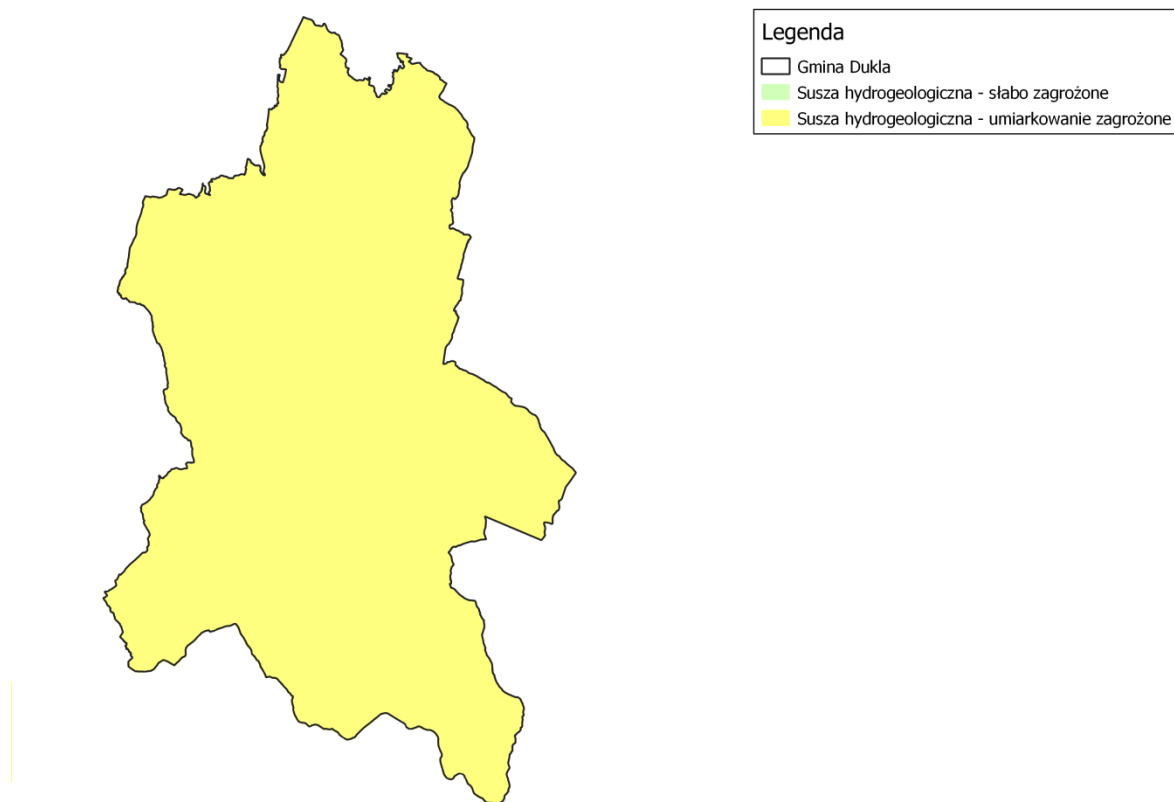 Legenda
Gmina Dukla
Susza hydrogeologiczna - słabo zagrożone
Susza hydrogeologiczna - umiarkowanie zagrożone